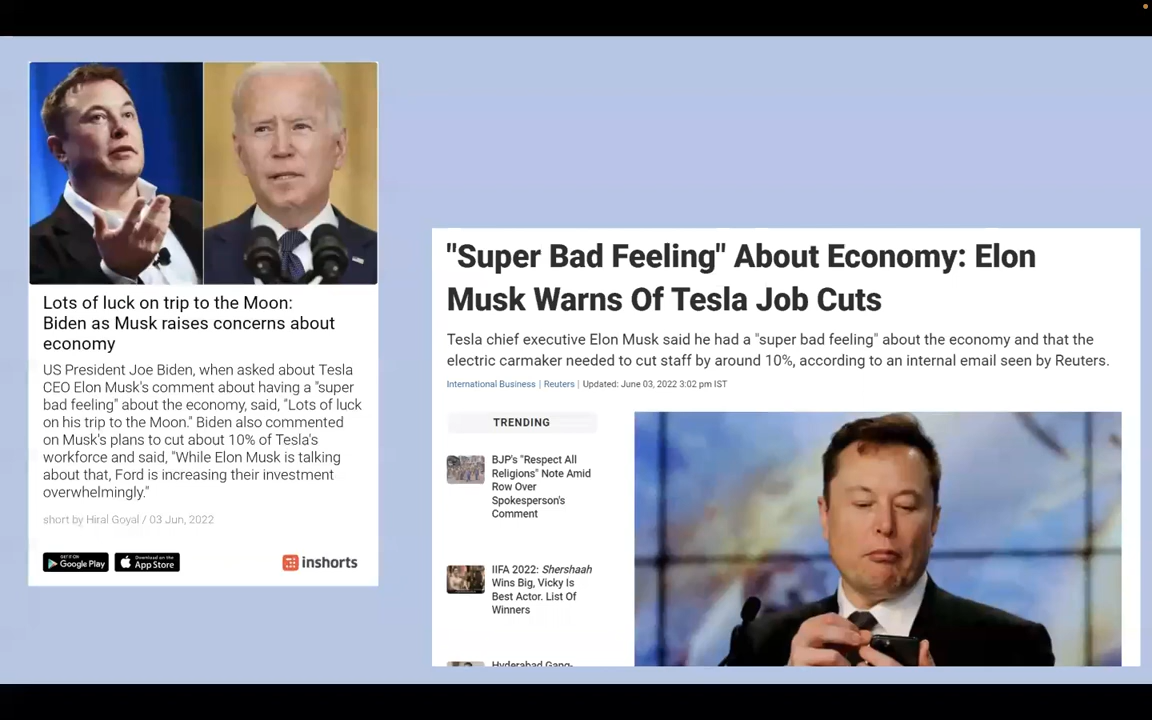 Lots of luck on trip to the Moon:
Biden as Musk raises concerns about
economy
US President Joe Biden, when asked about Tesla
CEO Elon Musk's comment about having a "super
bad feeling" about the economy, said, "Lots of luck
on his trip to the Moon." Biden also commented
on Musk's plans to cut about 10% of Tesla's
workforce and said, "While Elon Musk is talking
about that, Ford is increasing their investment
overwhelmingly."
short by Hiral Goyal / 03 Jun, 2022
GET IT ON
Google Play
Download on the
App Store
inshorts
"Super Bad Feeling" About Economy: Elon
Musk Warns Of Tesla Job Cuts
Tesla chief executive Elon Musk said he had a "super bad feeling" about the economy and that the
electric carmaker needed to cut staff by around 10%, according to an internal email seen by Reuters.
International Business | Reuters | Updated: June 03, 2022 3:02 pm IST
TRENDING
BJP's "Respect All
Religions" Note Amid
Row Over
Spokesperson's
Comment
IIFA 2022: Shershaah
Wins Big, Vicky Is
Best Actor. List Of
Winners
Hyderabad Gang-